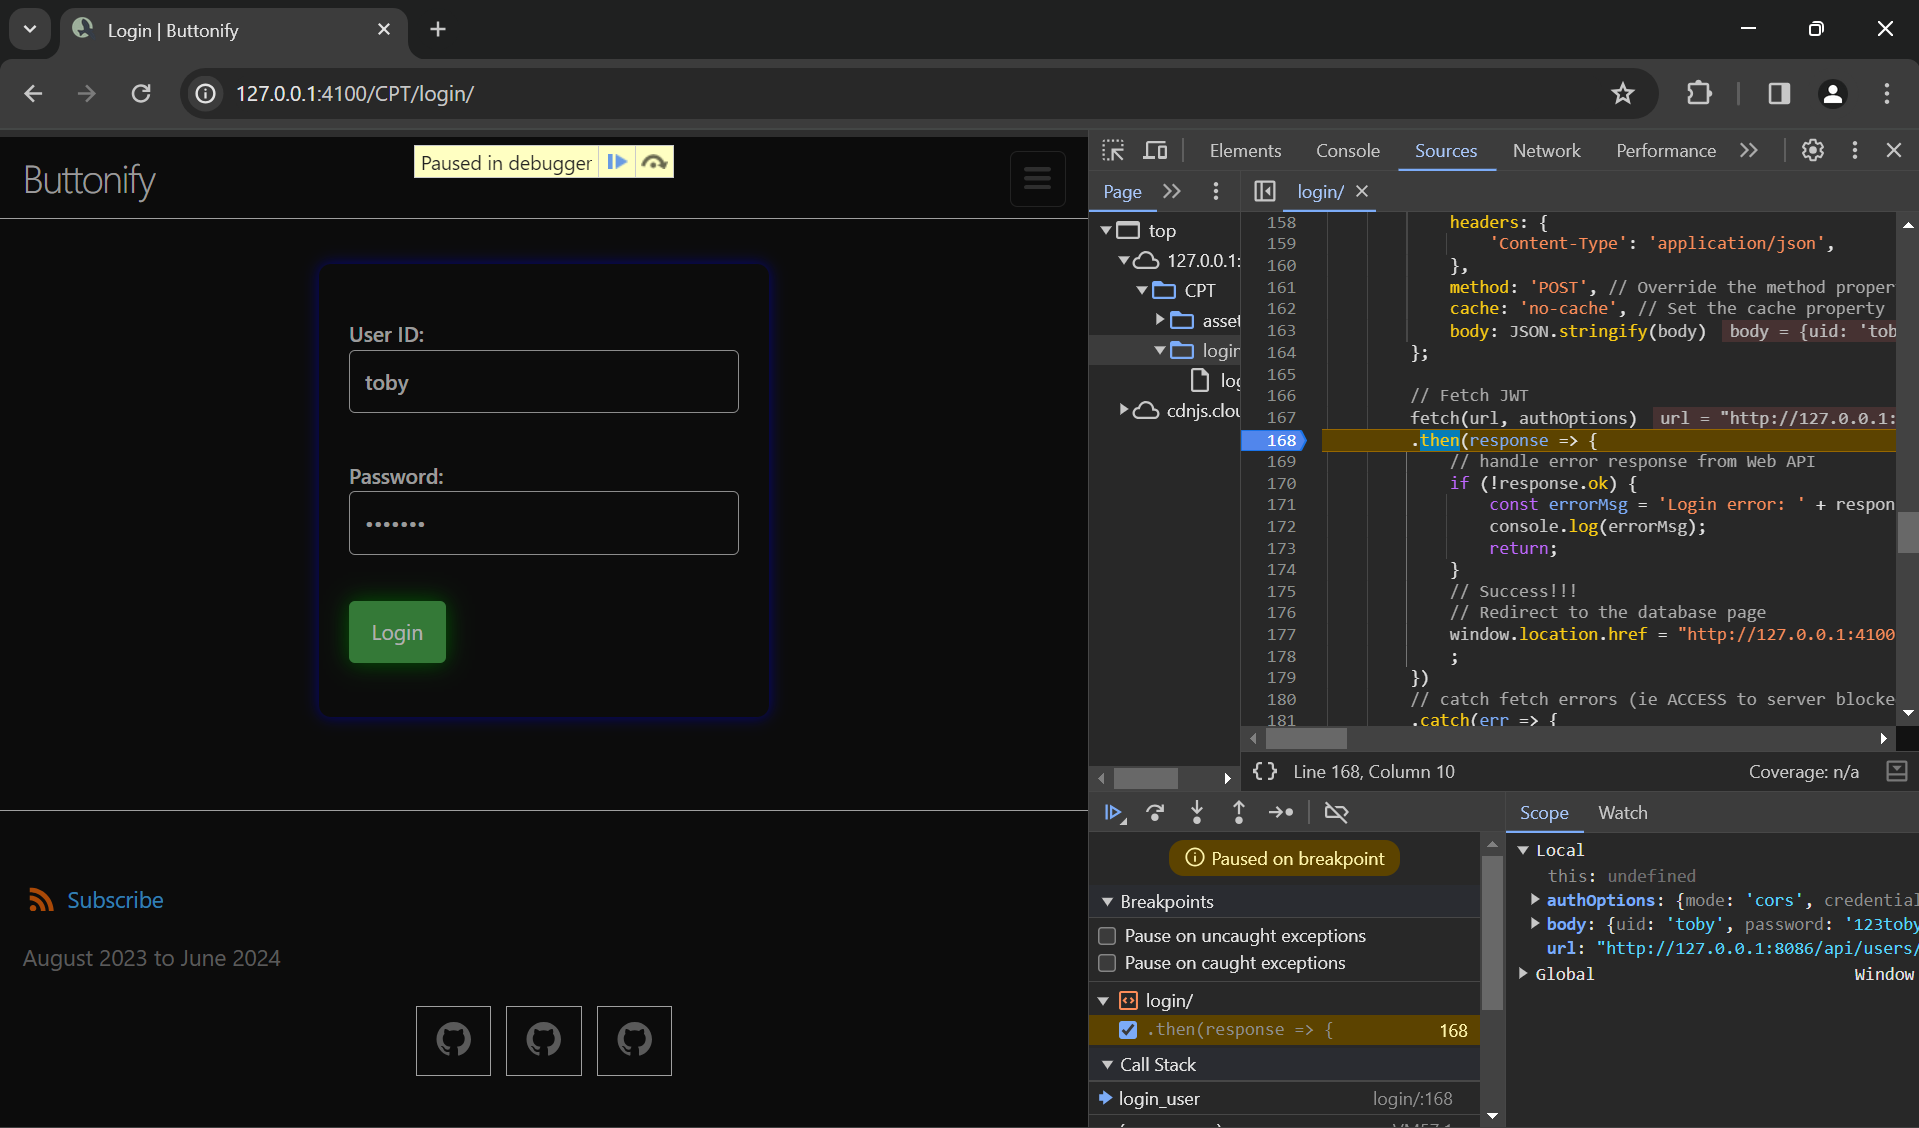 Login | Buttonify
127.0.0.1:4100/CPT/login/
Buttonify
Paused in debugger
User ID:
toby
Password:
•••••••
Login
Subscribe
August 2023 to June 2024
Elements Console Sources Network Performance
Page
login/
top
127.0.0.1:
CPT
asset
login
log
cdnjs.clou
158 headers: {
159 'Content-Type': 'application/json',
160 },
161 method: 'POST', // Override the method proper
162 cache: 'no-cache', // Set the cache property
163 body: JSON.stringify(body) body = {uid: 'tob
164 };
165
166 // Fetch JWT
167 fetch(url, authOptions) url = "http://127.0.0.1:
168 .then(response => {
169 // handle error response from Web API
170 if (!response.ok) {
171 const errorMsg = 'Login error: ' + respon
172 console.log(errorMsg);
173 return;
174 }
175 // Success!!!
176 // Redirect to the database page
177 window.location.href = "http://127.0.0.1:4100
178 ;
179 })
180 // catch fetch errors (ie ACCESS to server blocke
181 .catch(err => {
{} Line 168, Column 10
Coverage: n/a
Paused on breakpoint
Breakpoints
Pause on uncaught exceptions
Pause on caught exceptions
login/
.then(response => { 168
Call Stack
login_user login/:168
Scope Watch
Local
this: undefined
authOptions: {mode: 'cors', credential
body: {uid: 'toby', password: '123toby
url: "http://127.0.0.1:8086/api/users/
Global Window